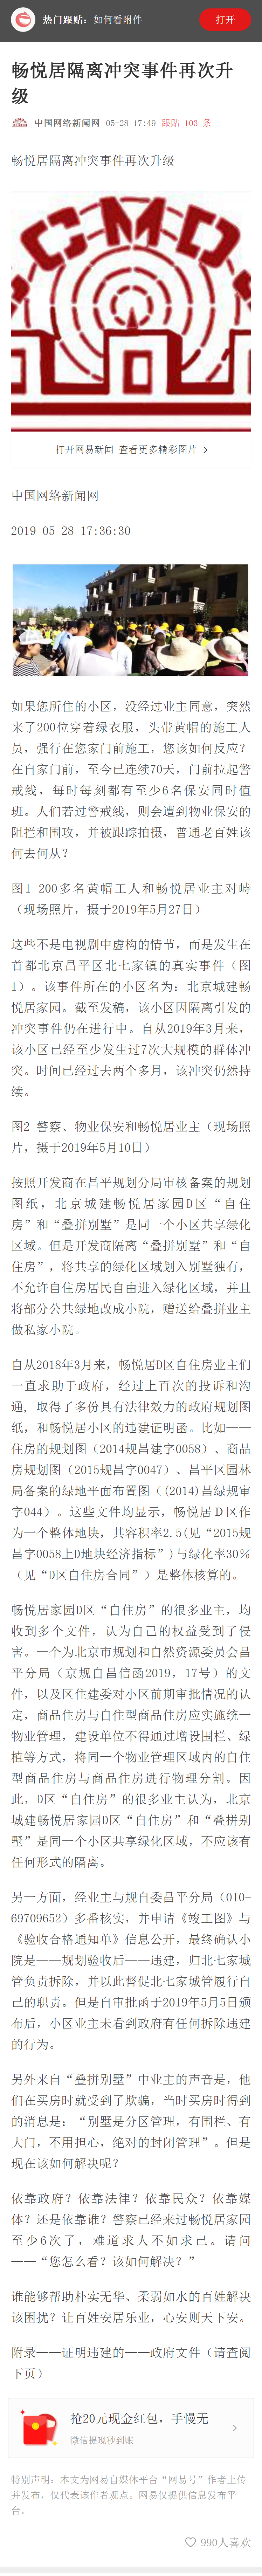 热门跟贴：如何看附件
打开
畅悦居隔离冲突事件再次升
级
中国网络新闻网 05-28 17:49 跟贴 103 条
畅悦居隔离冲突事件再次升级
CMD
打开网易新闻 查看更多精彩图片
中国网络新闻网
2019-05-28 17:36:30
如果您所住的小区，没经过业主同意，突然
来了200位穿着绿衣服，头带黄帽的施工人
员，强行在您家门前施工，您该如何反应？
在自家门前，至今已连续70天，门前拉起警
戒线，每时每刻都有至少6名保安同时值
班。人们若过警戒线，则会遭到物业保安的
阻拦和围攻，并被跟踪拍摄，普通老百姓该
何去何从？
图1 200多名黄帽工人和畅悦居业主对峙
（现场照片，摄于2019年5月27日）
这些不是电视剧中虚构的情节，而是发生在
首都北京昌平区北七家镇的真实事件（图
1）。该事件所在的小区名为：北京城建畅
悦居家园。截至发稿，该小区因隔离引发的
冲突事件仍在进行中。自从2019年3月来，
该小区已经至少发生过7次大规模的群体冲
突。时间已经过去两个多月，该冲突仍然持
续。
图2 警察、物业保安和畅悦居业主（现场照
片，摄于2019年5月10日）
按照开发商在昌平规划分局审核备案的规划
图纸，北京城建畅悦居家园D区“自住
房”和“叠拼别墅”是同一个小区共享绿化
区域。但是开发商隔离“叠拼别墅”和“自
住房”，将共享的绿化区域划入别墅独有，
不允许自住房居民自由进入绿化区域，并且
将部分公共绿地改成小院，赠送给叠拼业主
做私家小院。
自从2018年3月来，畅悦居D区自住房业主们
一直求助于政府，经过上百次的投诉和沟
通，取得了多份具有法律效力的政府规划图
纸，和畅悦居小区的违建证明函。比如——
住房的规划图（2014规昌建字0058）、商品
房规划图（2015规昌字0047）、昌平区园林
局备案的绿地平面布置图（(2014)昌绿规审
字044）。这些文件均显示，畅悦居D区作
为一个整体地块，其容积率2.5(见“2015规
昌字0058上D地块经济指标”)与绿化率30%
（见“D区自住房合同”）是整体核算的。
畅悦居家园D区“自住房”的很多业主，均
收到多个文件，认为自己的权益受到了侵
害。一个为北京市规划和自然资源委员会昌
平分局（京规自昌信函2019，17号）的文
件，以及区住建委对小区前期审批情况的认
定，商品住房与自住型商品住房应实施统一
物业管理，建设单位不得通过增设围栏、绿
植等方式，将同一个物业管理区域内的自住
型商品住房与商品住房进行物理分割。因
此，D区“自住房”的很多业主认为，北京
城建畅悦居家园D区“自住房”和“叠拼别
墅”是同一个小区共享绿化区域，不应该有
任何形式的隔离。
另一方面，经业主与规自委昌平分局（010-
69709652）多番核实，并申请《竣工图》与
《验收合格通知单》信息公开，最终确认小
院是——规划验收后——违建，归北七家城
管负责拆除，并以此督促北七家城管履行自
己的职责。但是自审批函于2019年5月5日颁
布后，小区业主未看到政府有任何拆除违建
的行为。
另外来自“叠拼别墅”中业主的声音是，他
们在买房时就受到了欺骗，当时买房时得到
的消息是：“别墅是分区管理，有围栏、有
大门，不用担心，绝对的封闭管理”。但是
现在该如何解决呢？
依靠政府？依靠法律？依靠民众？依靠媒
体？还是依靠谁？警察已经来过畅悦居家园
至少6次了，难道求人不如求己。请问
——“您怎么看？该如何解决？”
谁能够帮助朴实无华、柔弱如水的百姓解决
该困扰？让百姓安居乐业，心安则天下安。
附录——证明违建的——政府文件（请查阅
下页）
抢20元现金红包，手慢无
微信提现秒到账
特别声明：本文为网易自媒体平台“网易号”作者上传
并发布，仅代表该作者观点。网易仅提供信息发布平
台。
990人喜欢